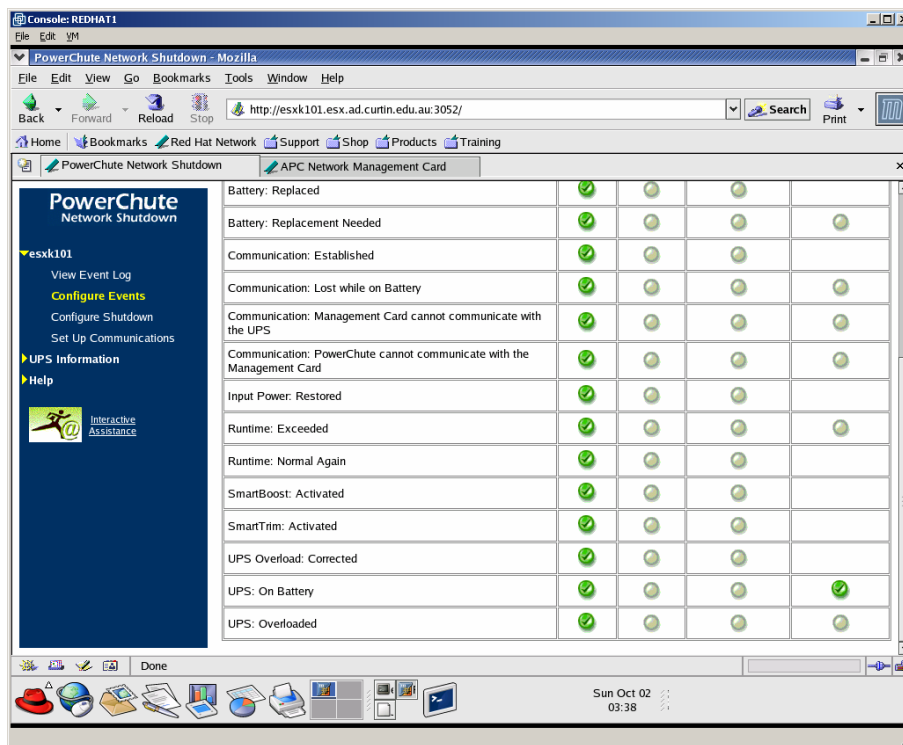 Console: REDHAT1
File Edit VM
PowerChute Network Shutdown - Mozilla
File Edit View Go Bookmarks Tools Window Help
Back Forward Reload Stop http://esxk101.esx.ad.curtin.edu.au:3052/ Search Print
Home Bookmarks Red Hat Network Support Shop Products Training
PowerChute Network Shutdown APC Network Management Card
PowerChute
Network Shutdown
esxk101
View Event Log
Configure Events
Configure Shutdown
Set Up Communications
UPS Information
Help
Interactive
Assistance
Battery: Replaced
Battery: Replacement Needed
Communication: Established
Communication: Lost while on Battery
Communication: Management Card cannot communicate with
the UPS
Communication: PowerChute cannot communicate with the
Management Card
Input Power: Restored
Runtime: Exceeded
Runtime: Normal Again
SmartBoost: Activated
SmartTrim: Activated
UPS Overload: Corrected
UPS: On Battery
UPS: Overloaded
Done
Sun Oct 02
03:38